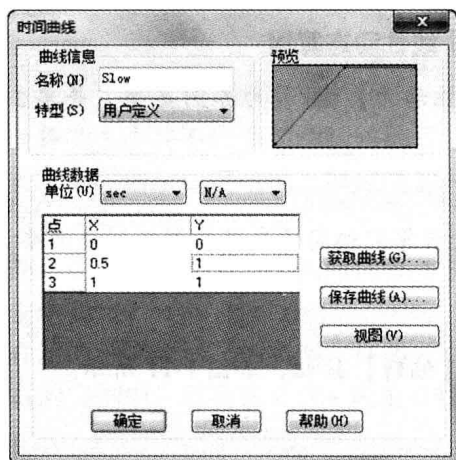 时间曲线
曲线信息
名称(N) Slow
特型(S) 用户定义
预览
曲线数据
单位(U) sec N/A
点 X Y
1 0 0
2 0.5 1
3 1 1
获取曲线(G)...
保存曲线(A)...
视图(V)
确定 取消 帮助(H)